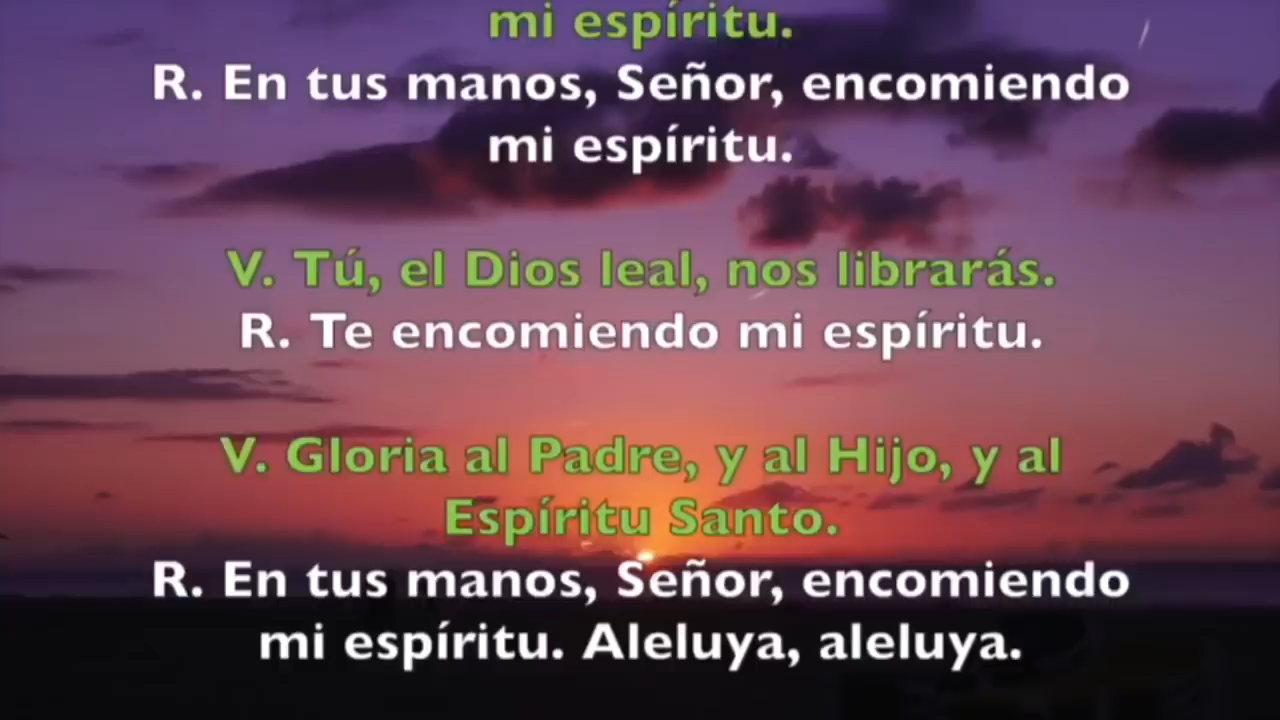 mi espíritu.
R. En tus manos, Señor, encomiendo
mi espíritu.
V. Tú, el Dios leal, nos librarás.
R. Te encomiendo mi espíritu.
V. Gloria al Padre, y al Hijo, y al
Espíritu Santo.
R. En tus manos, Señor, encomiendo
mi espíritu. Aleluya, aleluya.